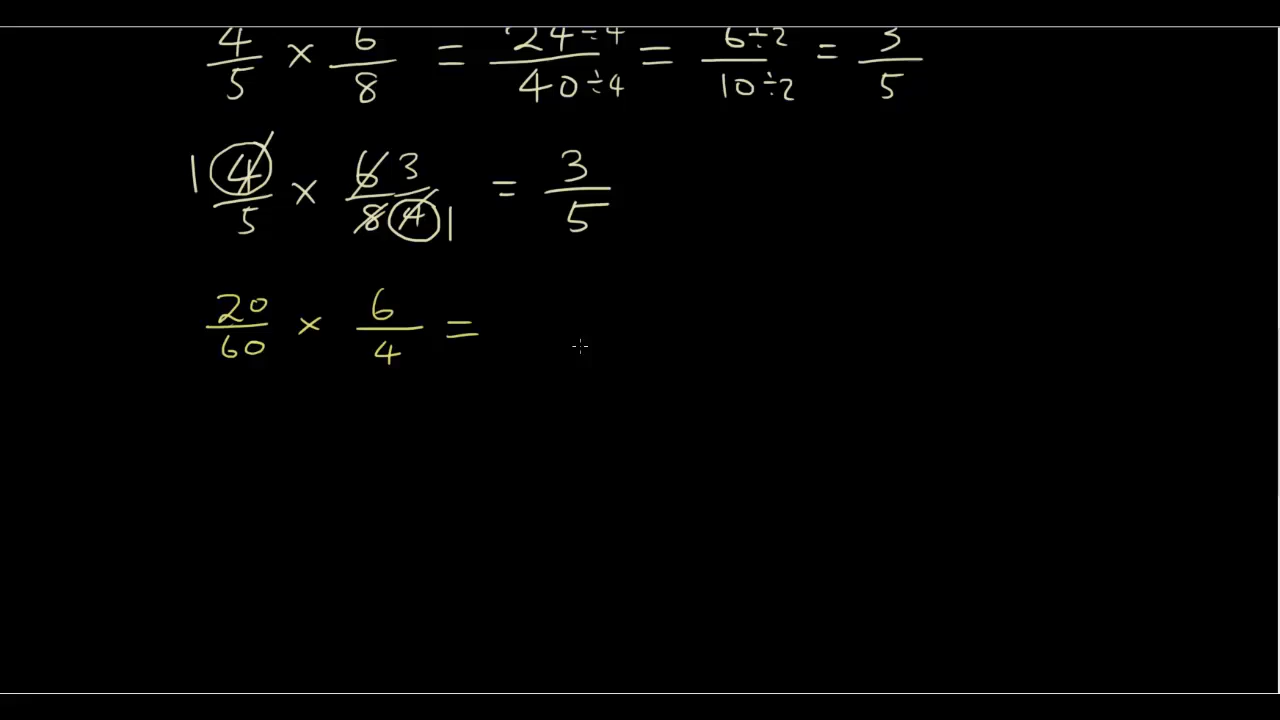 4/5 × 6/8 = 24÷4/40÷4 = 6÷2/10÷2 = 3/5
1 4/5 × 6 3/8 4 1 = 3/5
20/60 × 6/4 =